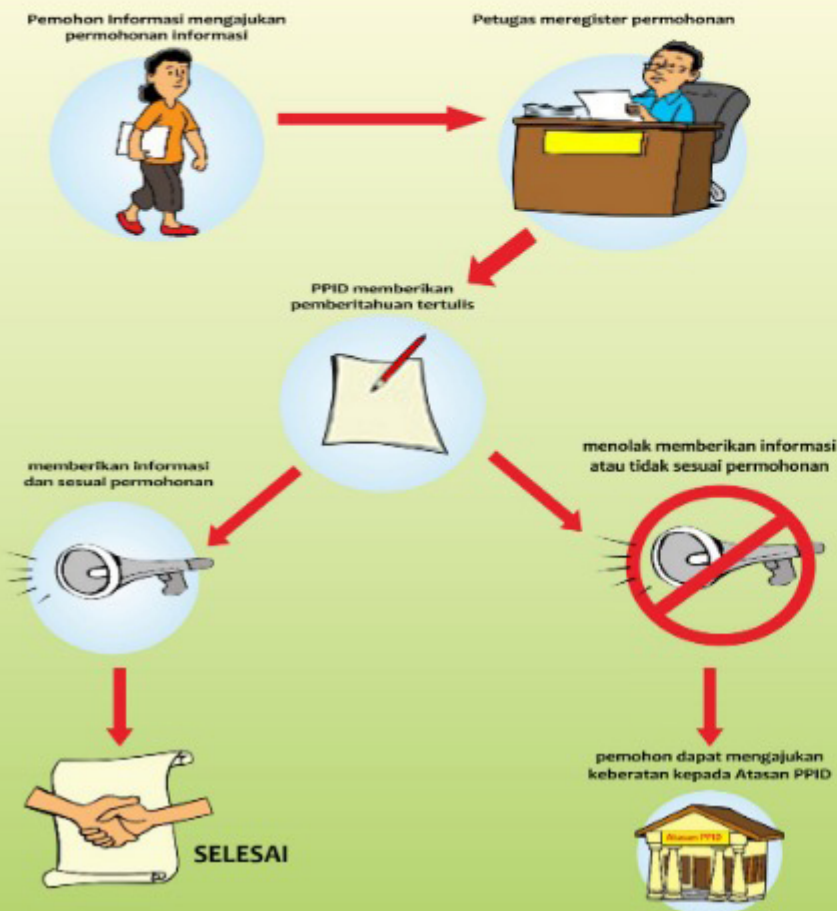 Pemohon Informasi mengajukan
permohonan informasi
Petugas meregister permohonan
PPID memberikan
pemberitahuan tertulis
memberikan informasi
dan sesuai permohonan
menolak memberikan informasi
atau tidak sesuai permohonan
SELESAI
pemohon dapat mengajukan
keberatan kepada Atasan PPID
Atasan PPID